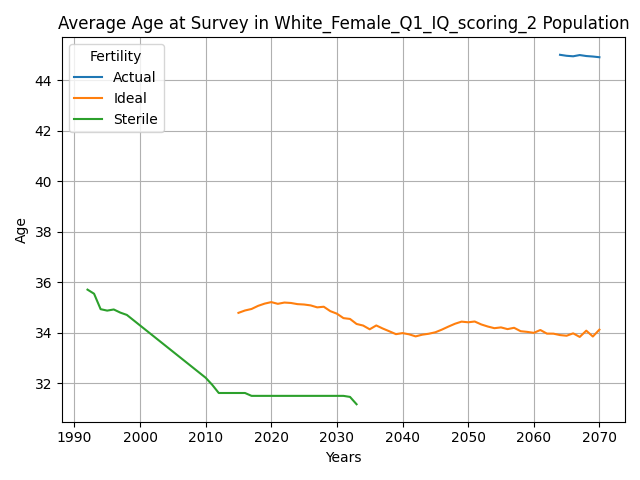 Average Age at Survey in White_Female_Q1_IQ_scoring_2 Population
Fertility
Actual
Ideal
Sterile
44
42
40
38
36
34
32
Age
1990
2000
2010
2020
2030
2040
2050
2060
2070
Years